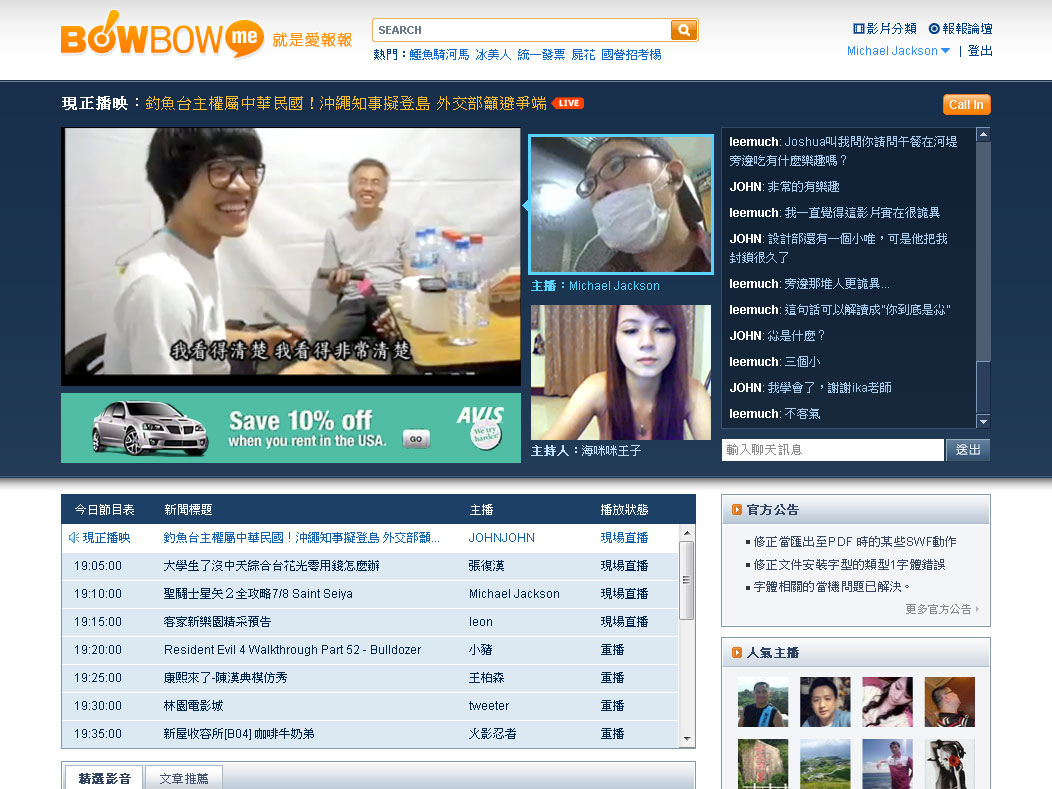 BOWBOW me 就是愛報報
SEARCH
熱門：鱷魚騎河馬 冰美人 統一發票 屍花 國營招考楊
影片分類 報報論壇
Michael Jackson | 登出
現正播映：釣魚台主權屬中華民國！沖繩知事擬登島 外交部籲避爭端 LIVE
Call In
我看得清楚 我看得非常清楚
Save 10% off
when you rent in the USA.
GO
AVIS
We try harder.
主播：Michael Jackson
主持人：海咪咪王子
leemuch: Joshua叫我問你請問午餐在河堤
旁邊吃有什麼樂趣嗎？
JOHN: 非常的有樂趣
leemuch: 我一直覺得這影片實在很詭異
JOHN: 設計部還有一個小唯，可是他把我
封鎖很久了
leemuch: 旁邊那堆人更詭異...
leemuch: 這句話可以解讀成"你到底是尛"
JOHN: 尛是什麼？
leemuch: 三個小
JOHN: 我學會了，謝謝ika老師
leemuch: 不客氣
輸入聊天訊息
送出
今日節目表 新聞標題 主播 播放狀態
現正播映 釣魚台主權屬中華民國！沖繩知事擬登島 外交部籲... JOHNJOHN 現場直播
19:05:00 大學生了沒中天綜合台花光零用錢怎麼辦 張復漢 現場直播
19:10:00 聖鬪士星矢２全攻略7/8 Saint Seiya Michael Jackson 現場直播
19:15:00 客家新樂園精采預告 leon 現場直播
19:20:00 Resident Evil 4 Walkthrough Part 52 - Bulldozer 小豬 重播
19:25:00 康熙來了-陳漢典模仿秀 王柏森 重播
19:30:00 林園電影城 tweeter 重播
19:35:00 新屋收容所[B04] 咖啡牛奶弟 火影忍者 重播
官方公告
修正當匯出至PDF 時的某些SWF動作
修正文件安裝字型的類型1字體錯誤
字體相關的當機問題已解決。
更多官方公告
人氣主播
精選影音 文章推薦